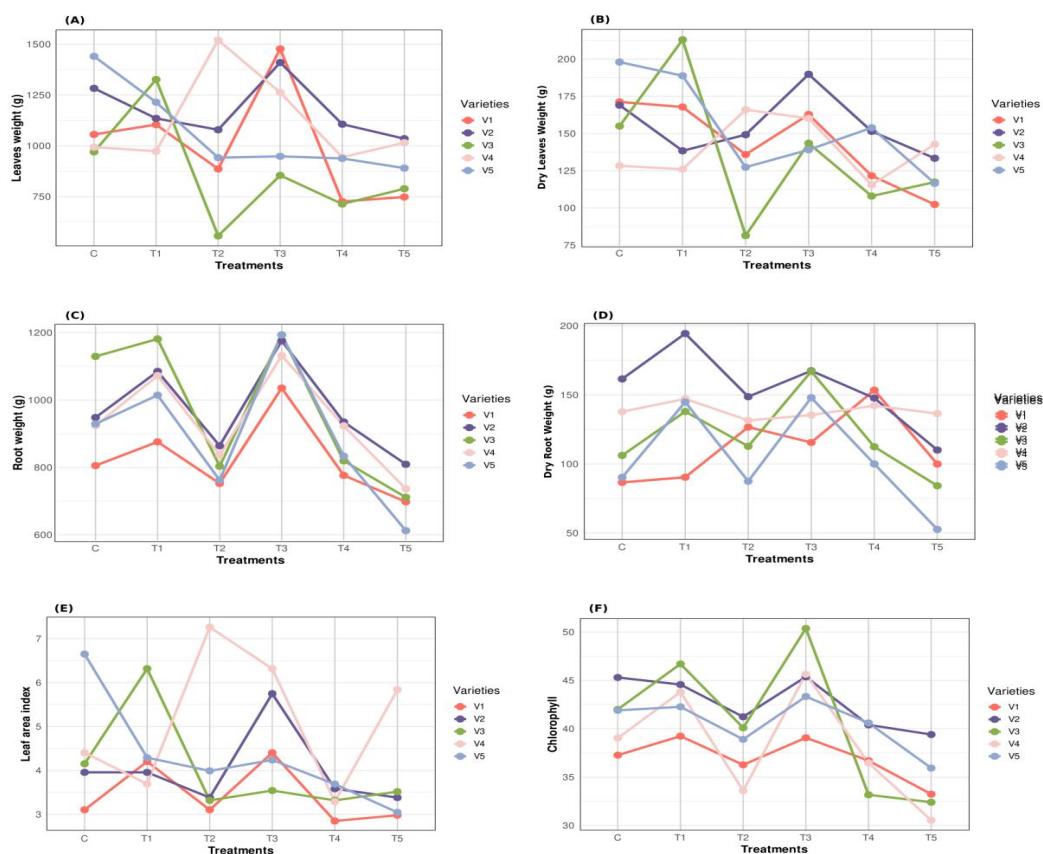 (A)
Leaves weight (g)
1500
1250
1000
750
C T1 T2 T3 T4 T5
Treatments
Varieties
V1
V2
V3
V4
V5
(B)
Dry Leaves Weight (g)
200
175
150
125
100
75
C T1 T2 T3 T4 T5
Treatments
Varieties
V1
V2
V3
V4
V5
(C)
Root weight (g)
1200
1000
800
600
C T1 T2 T3 T4 T5
Treatments
Varieties
V1
V2
V3
V4
V5
(D)
Dry Root Weight (g)
200
150
100
50
C T1 T2 T3 T4 T5
Treatments
Varieties
V1
V2
V3
V4
V5
(E)
Leaf area index
7
6
5
4
3
C T1 T2 T3 T4 T5
Treatments
Varieties
V1
V2
V3
V4
V5
(F)
Chlorophyll
50
45
40
35
30
C T1 T2 T3 T4 T5
Treatments
Varieties
V1
V2
V3
V4
V5